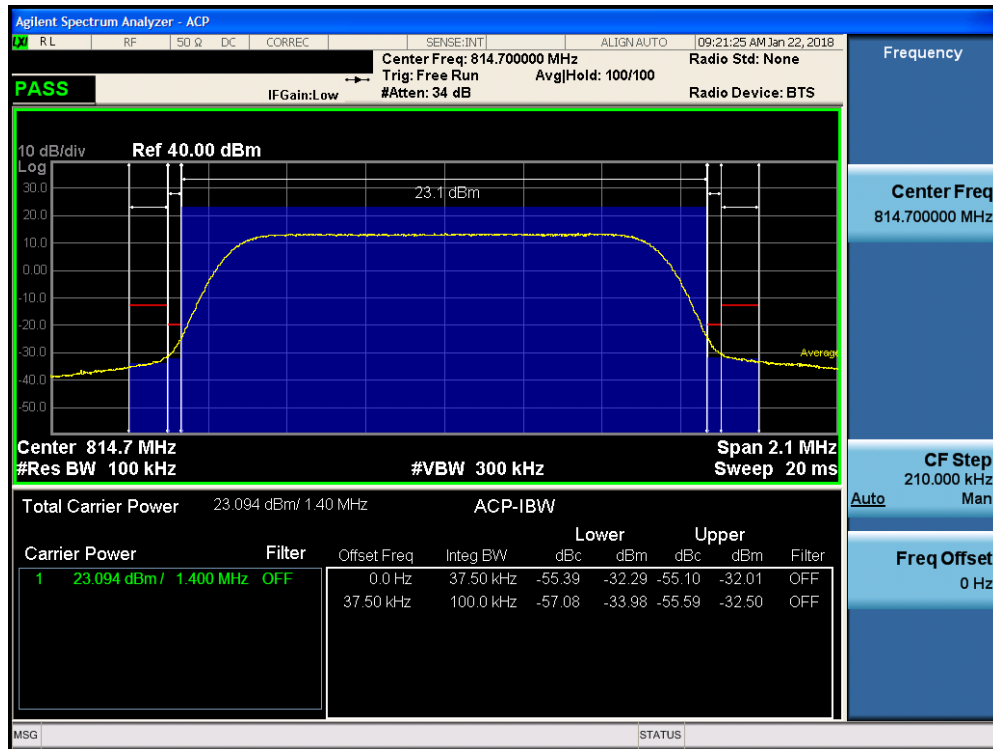 Agilent Spectrum Analyzer - ACP
LXI RL RF 50 Ω DC CORREC SENSE:INT ALIGN AUTO 09:21:25 AM Jan 22, 2018
Center Freq: 814.700000 MHz Radio Std: None
Trig: Free Run Avg|Hold: 100/100
PASS IFGain:Low #Atten: 34 dB Radio Device: BTS
Frequency
10 dB/div Ref 40.00 dBm
Log
30.0
20.0
10.0
0.00
-10.0
-20.0
-30.0
-40.0
-50.0
23.1 dBm
Average
Center 814.7 MHz Span 2.1 MHz
#Res BW 100 kHz #VBW 300 kHz Sweep 20 ms
Center Freq
814.700000 MHz
CF Step
210.000 kHz
Auto Man
Freq Offset
0 Hz
Total Carrier Power 23.094 dBm/ 1.40 MHz ACP-IBW
Lower Upper
Carrier Power Filter Offset Freq Integ BW dBc dBm dBc dBm Filter
1 23.094 dBm / 1.400 MHz OFF 0.0 Hz 37.50 kHz -55.39 -32.29 -55.10 -32.01 OFF
37.50 kHz 100.0 kHz -57.08 -33.98 -55.59 -32.50 OFF
MSG STATUS